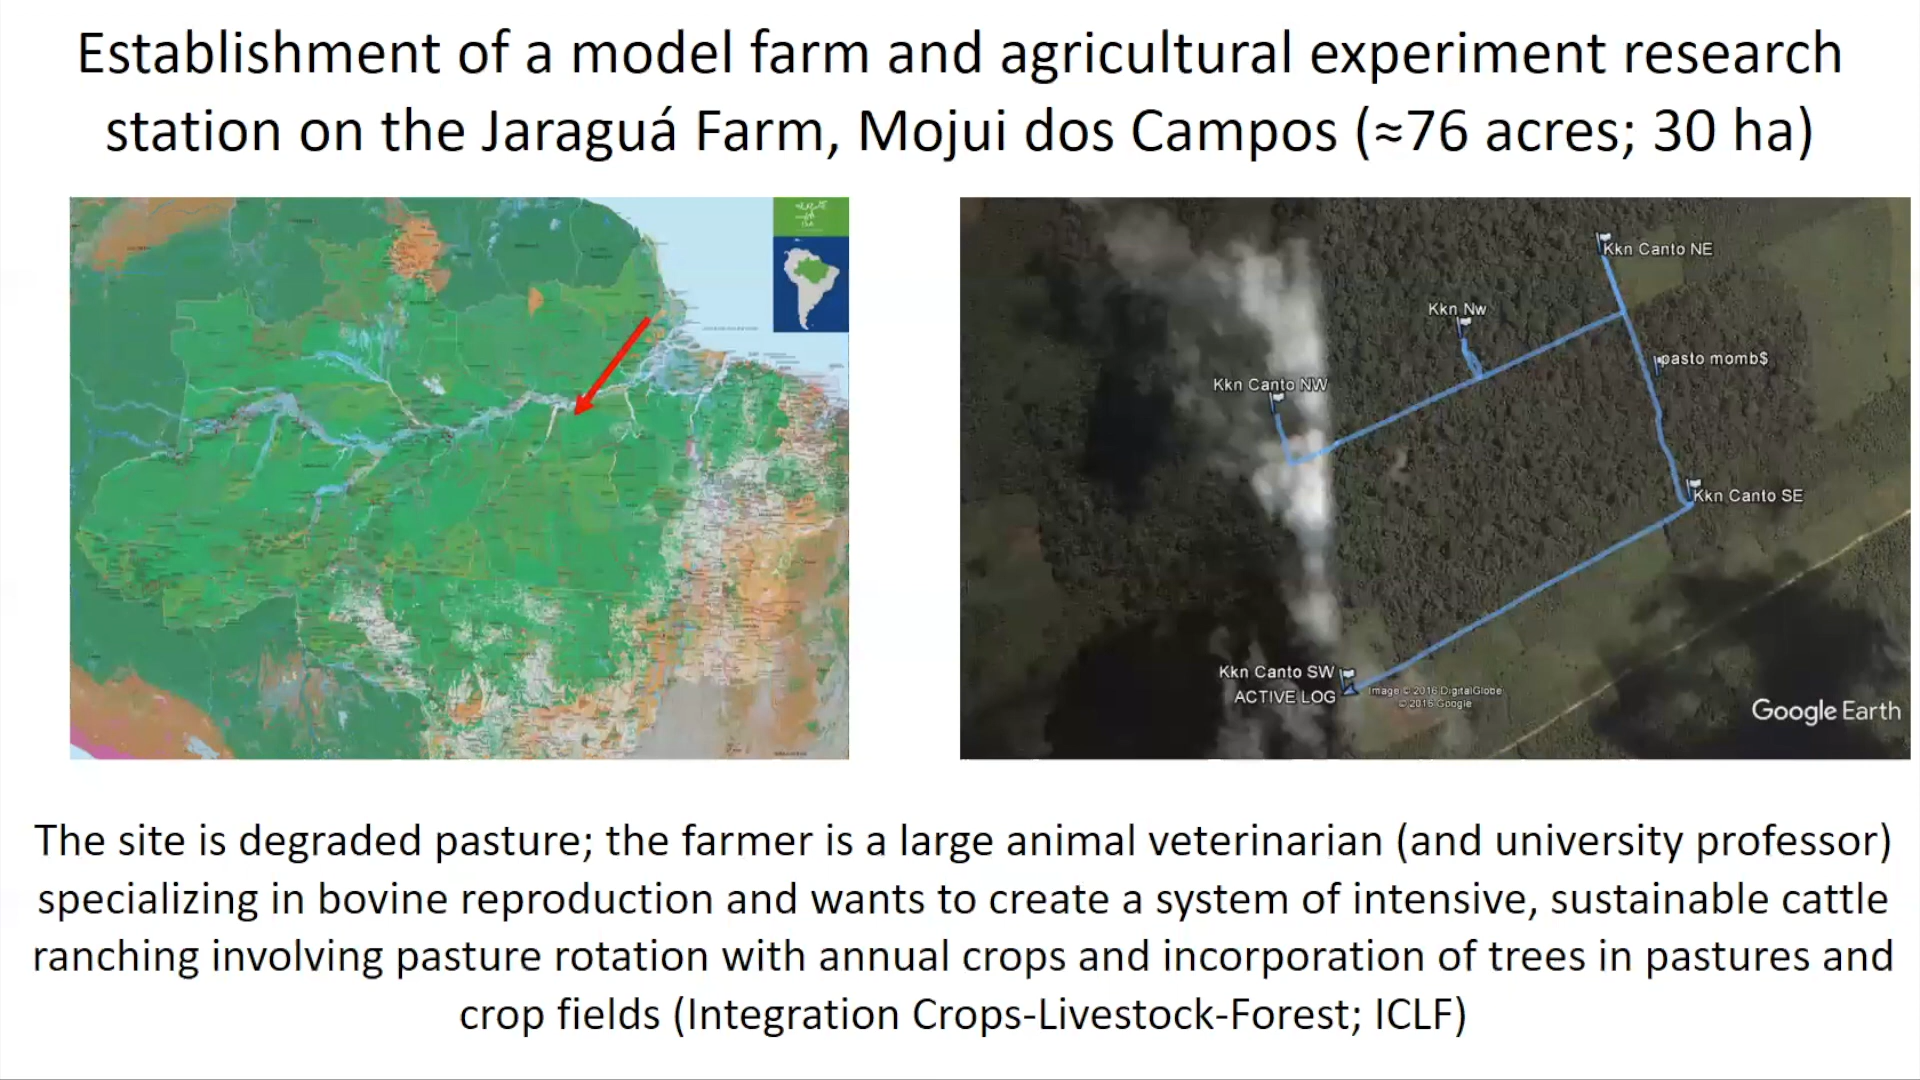 Establishment of a model farm and agricultural experiment research
station on the Jaraguá Farm, Mojui dos Campos (≈76 acres; 30 ha)
Kkn Canto NE
Kkn Nw
pasto momb$
Kkn Canto NW
Kkn Canto SE
Kkn Canto SW
ACTIVE LOG
Image © 2016 DigitalGlobe
© 2016 Google
Google Earth
The site is degraded pasture; the farmer is a large animal veterinarian (and university professor)
specializing in bovine reproduction and wants to create a system of intensive, sustainable cattle
ranching involving pasture rotation with annual crops and incorporation of trees in pastures and
crop fields (Integration Crops-Livestock-Forest; ICLF)